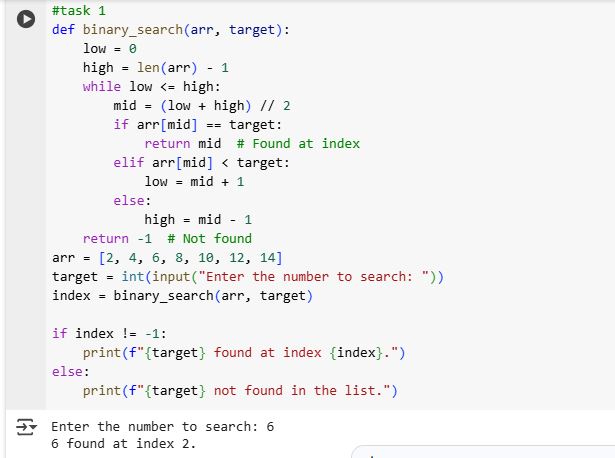 #task 1
def binary_search(arr, target):
    low = 0
    high = len(arr) - 1
    while low <= high:
        mid = (low + high) // 2
        if arr[mid] == target:
            return mid  # Found at index
        elif arr[mid] < target:
            low = mid + 1
        else:
            high = mid - 1
    return -1  # Not found
arr = [2, 4, 6, 8, 10, 12, 14]
target = int(input("Enter the number to search: "))
index = binary_search(arr, target)

if index != -1:
    print(f"{target} found at index {index}.")
else:
    print(f"{target} not found in the list.")
Enter the number to search: 6
6 found at index 2.